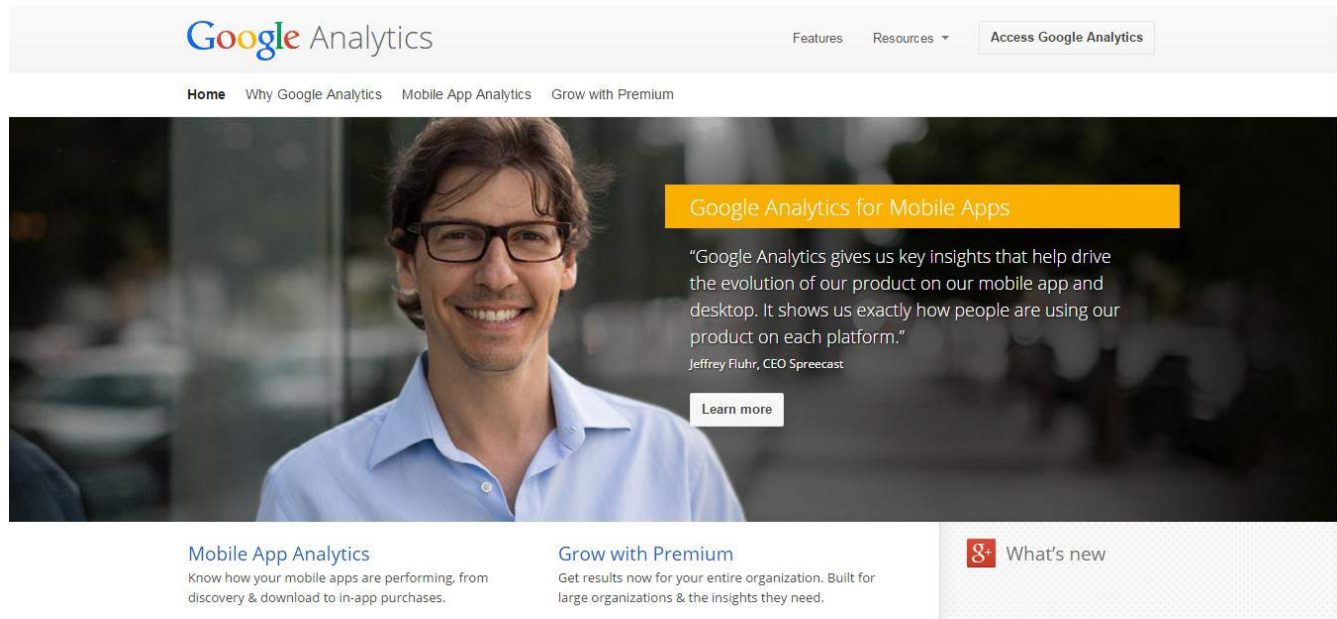 Google Analytics
Features Resources Access Google Analytics
Home Why Google Analytics Mobile App Analytics Grow with Premium
Google Analytics for Mobile Apps
“Google Analytics gives us key insights that help drive
the evolution of our product on our mobile app and
desktop. It shows us exactly how people are using our
product on each platform.”
Jeffrey Fluhr, CEO Spreecast
Learn more
Mobile App Analytics
Know how your mobile apps are performing, from
discovery & download to in-app purchases.
Grow with Premium
Get results now for your entire organization. Built for
large organizations & the insights they need.
g+ What's new